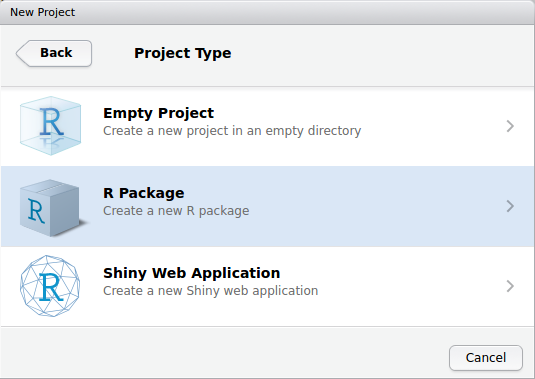 New Project
Back
Project Type
R
Empty Project
Create a new project in an empty directory
R
R Package
Create a new R package
R
Shiny Web Application
Create a new Shiny web application
Cancel